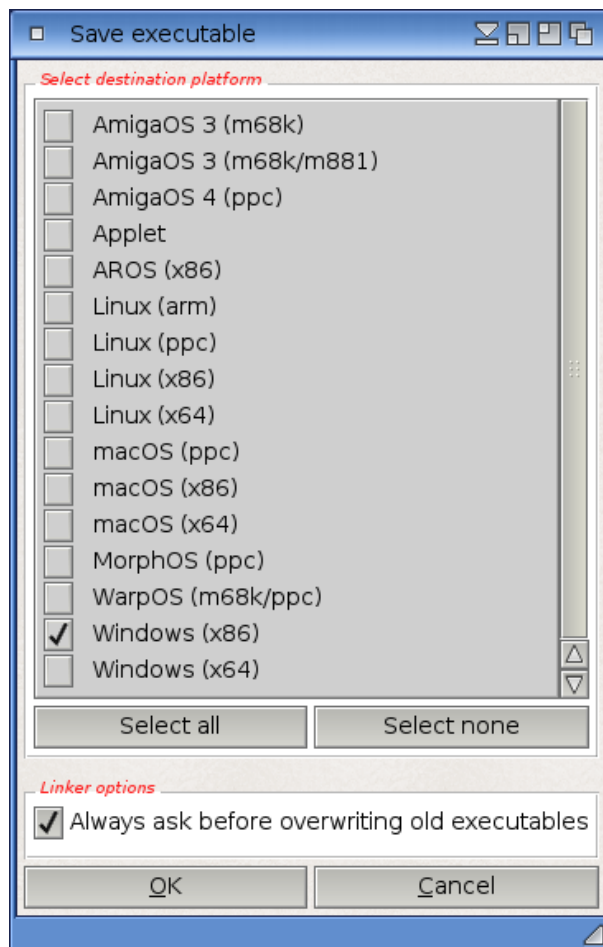 Save executable
Select destination platform
AmigaOS 3 (m68k)
AmigaOS 3 (m68k/m881)
AmigaOS 4 (ppc)
Applet
AROS (x86)
Linux (arm)
Linux (ppc)
Linux (x86)
Linux (x64)
macOS (ppc)
macOS (x86)
macOS (x64)
MorphOS (ppc)
WarpOS (m68k/ppc)
Windows (x86)
Windows (x64)
Select all
Select none
Linker options
Always ask before overwriting old executables
OK
Cancel